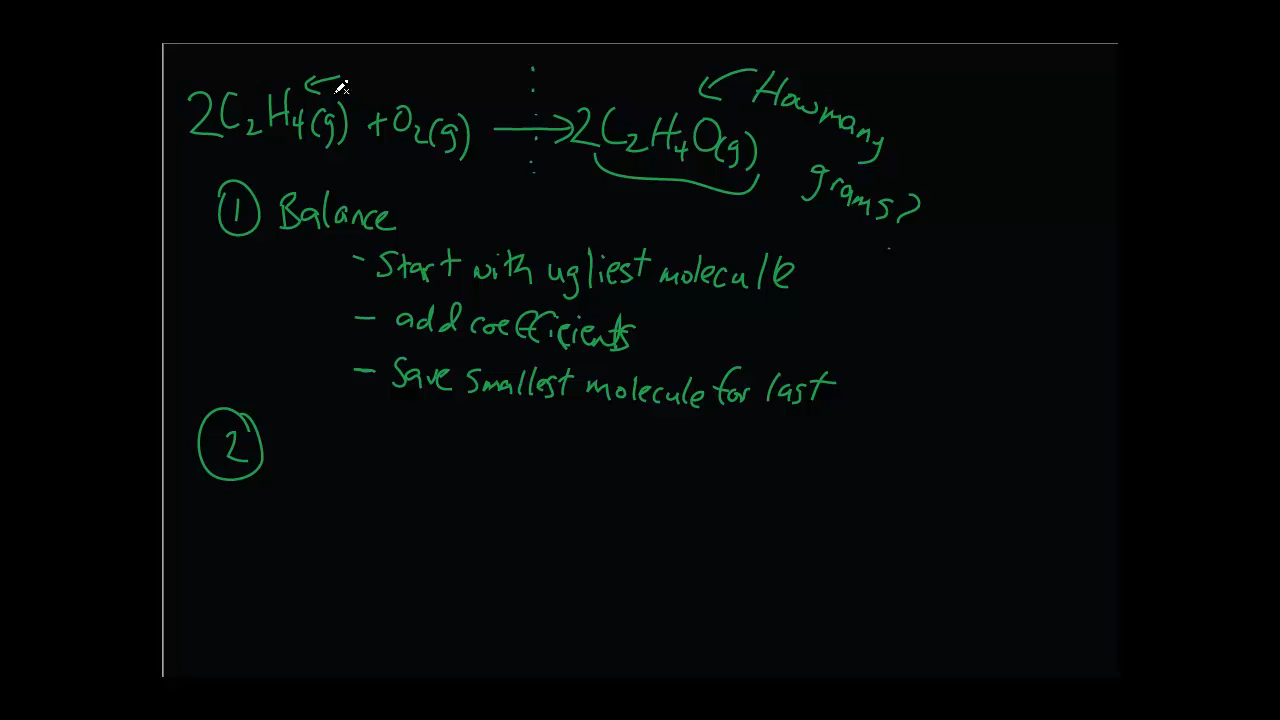 2C₂H₄(g) + O₂(g) → 2C₂H₄O(g)
How many
grams?
① Balance
- Start with ugliest molecule
- add coefficients
- Save smallest molecule for last
②